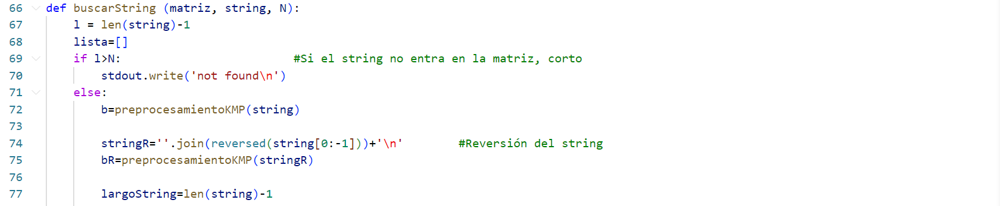 66 def buscarString (matriz, string, N):
67 l = len(string)-1
68 lista=[]
69 if l>N: #Si el string no entra en la matriz, corto
70 stdout.write('not found\n')
71 else:
72 b=preprocesamientoKMP(string)
73
74 stringR=''.join(reversed(string[0:-1]))+'\n' #Reversión del string
75 bR=preprocesamientoKMP(stringR)
76
77 largoString=len(string)-1